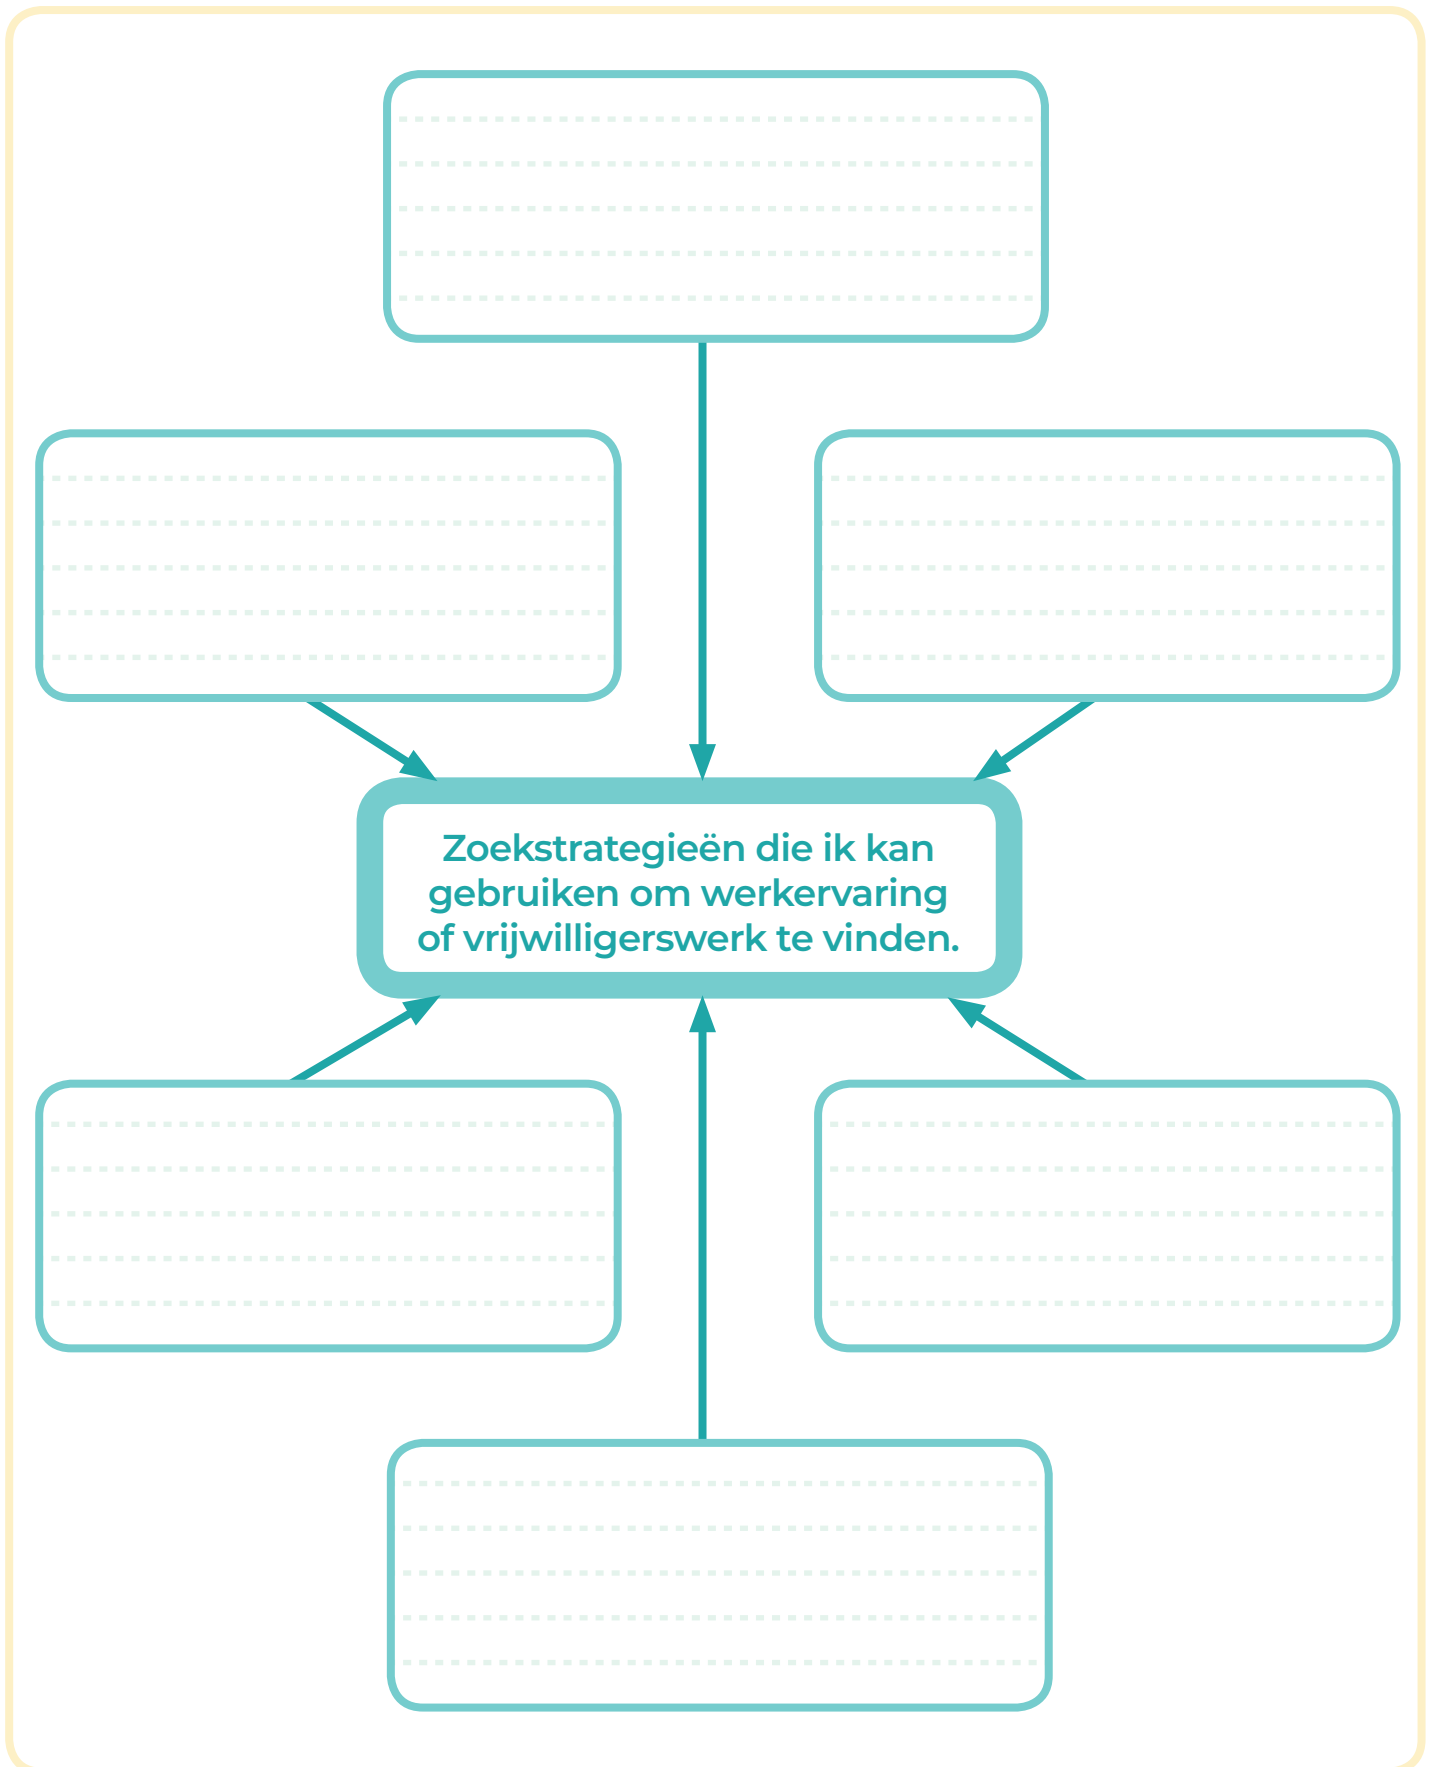 Zoekstrategieën die ik kan
gebruiken om werkervaring
of vrijwilligerswerk te vinden.